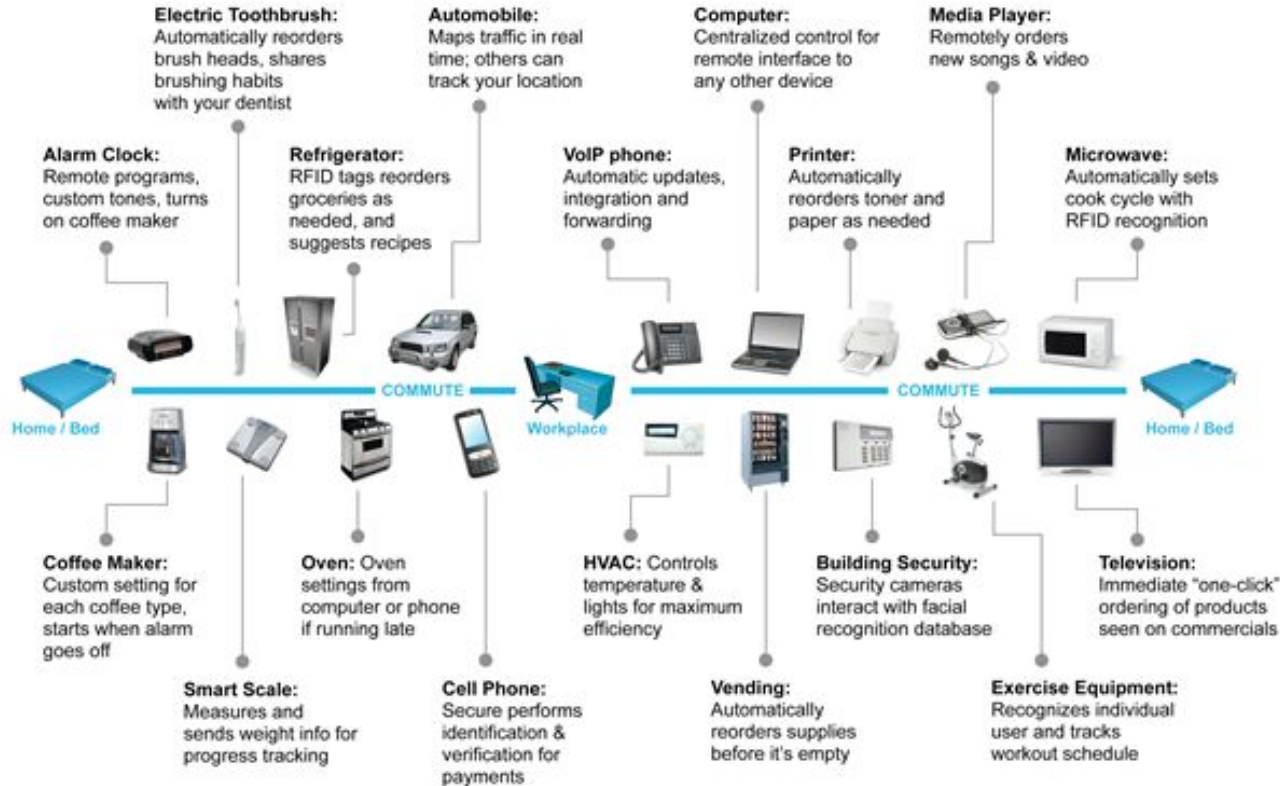 Electric Toothbrush:
Automatically reorders
brush heads, shares
brushing habits
with your dentist
Automobile:
Maps traffic in real
time; others can
track your location
Computer:
Centralized control for
remote interface to
any other device
Media Player:
Remotely orders
new songs & video
Alarm Clock:
Remote programs,
custom tones, turns
on coffee maker
Refrigerator:
RFID tags reorders
groceries as
needed, and
suggests recipes
VoIP phone:
Automatic updates,
integration and
forwarding
Printer:
Automatically
reorders toner and
paper as needed
Microwave:
Automatically sets
cook cycle with
RFID recognition
Home / Bed
COMMUTE
Workplace
COMMUTE
Home / Bed
Coffee Maker:
Custom setting for
each coffee type,
starts when alarm
goes off
Oven: Oven
settings from
computer or phone
if running late
HVAC: Controls
temperature &
lights for maximum
efficiency
Building Security:
Security cameras
interact with facial
recognition database
Television:
Immediate “one-click”
ordering of products
seen on commercials
Smart Scale:
Measures and
sends weight info for
progress tracking
Cell Phone:
Secure performs
identification &
verification for
payments
Vending:
Automatically
reorders supplies
before it's empty
Exercise Equipment:
Recognizes individual
user and tracks
workout schedule